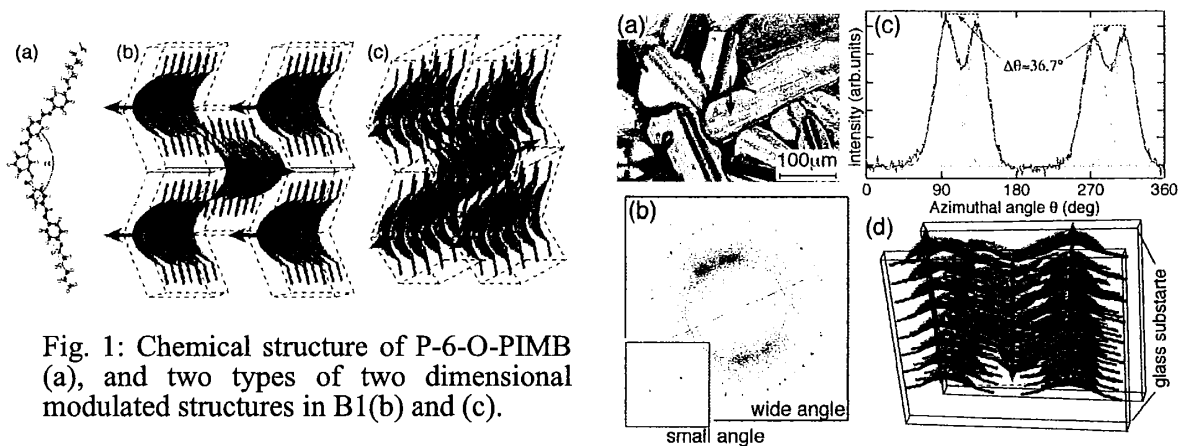 (a)
(b)
(c)
Fig. 1: Chemical structure of P-6-O-PIMB
(a), and two types of two dimensional
modulated structures in B1(b) and (c).
(a)
100μm
(b)
wide angle
small angle
(c)
Intensity (arb.units)
Δθ≈36.7°
0 90 180 270 360
Azimuthal angle θ (deg)
(d)
glass substarte